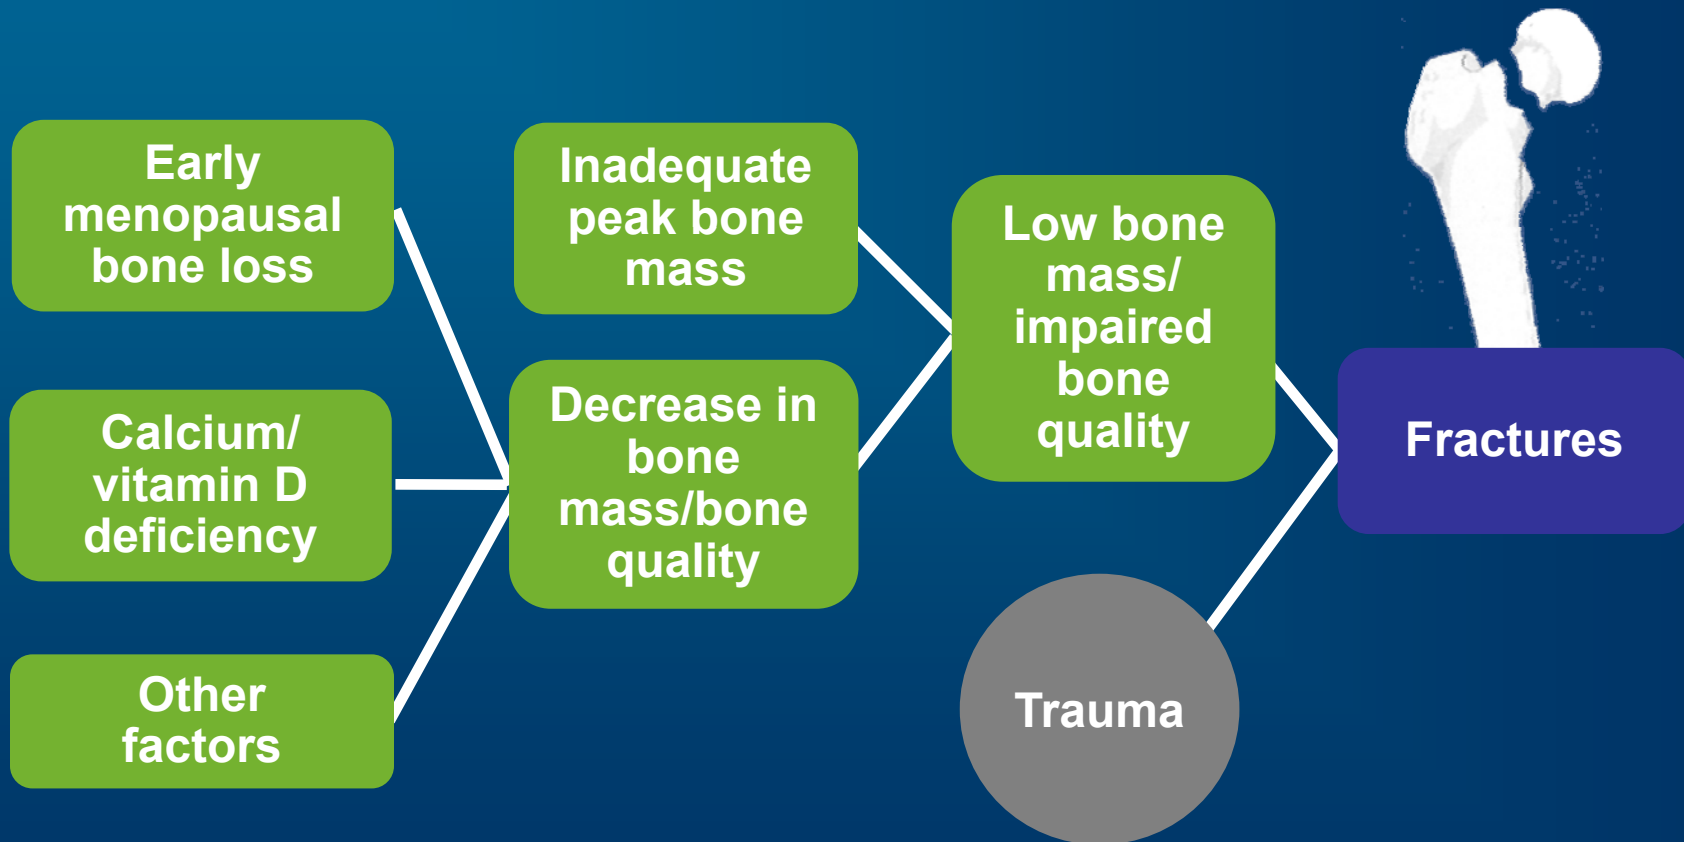 Early
menopausal
bone loss
Calcium/
vitamin D
deficiency
Other
factors
Inadequate
peak bone
mass
Decrease in
bone
mass/bone
quality
Low bone
mass/
impaired
bone
quality
Trauma
Fractures